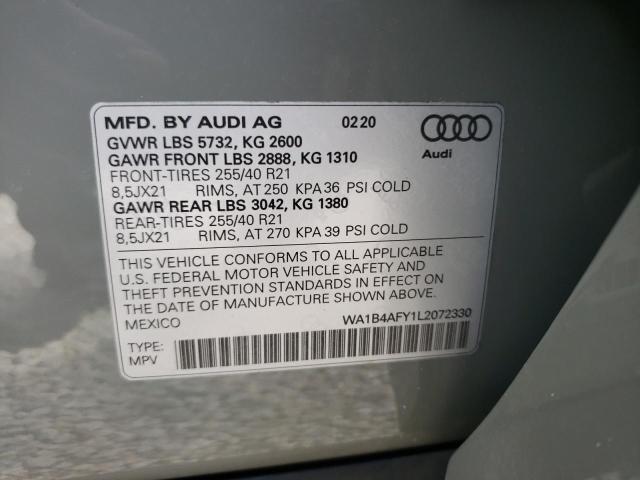 MFD. BY AUDI AG 0220
GVWR LBS 5732, KG 2600
GAWR FRONT LBS 2888, KG 1310
FRONT-TIRES 255/40 R21
8,5JX21 RIMS, AT 250 KPA 36 PSI COLD
GAWR REAR LBS 3042, KG 1380
REAR-TIRES 255/40 R21
8,5JX21 RIMS, AT 270 KPA 39 PSI COLD
Audi
THIS VEHICLE CONFORMS TO ALL APPLICABLE
U.S. FEDERAL MOTOR VEHICLE SAFETY AND
THEFT PREVENTION STANDARDS IN EFFECT ON
THE DATE OF MANUFACTURE SHOWN ABOVE.
MEXICO WA1B4AFY1L2072330
TYPE:
MPV